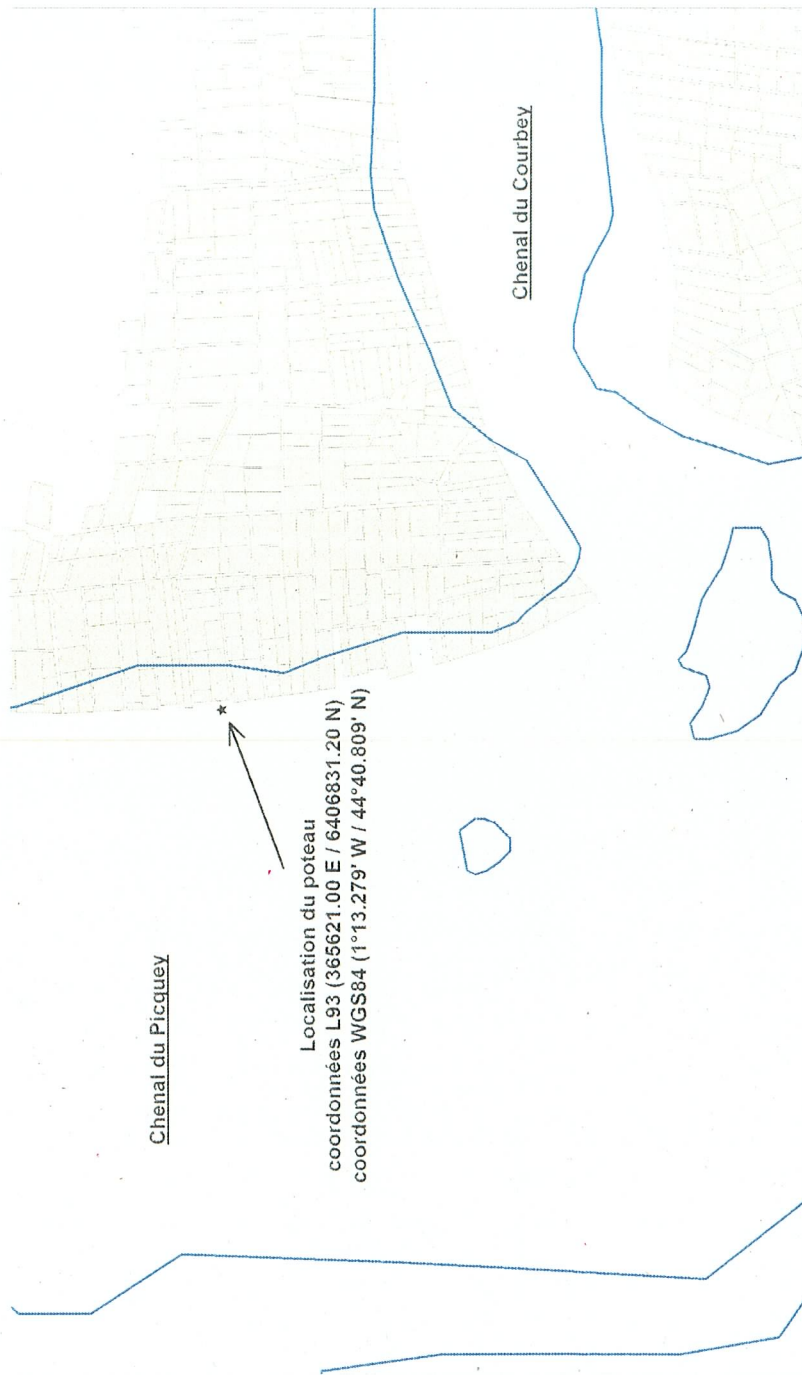 Chenal du Picquey
Localisation du poteau
coordonnées L93 (365621.00 E / 6406831.20 N)
coordonnées WGS84 (1°13.279' W / 44°40.809' N)
Chenal du Courbey